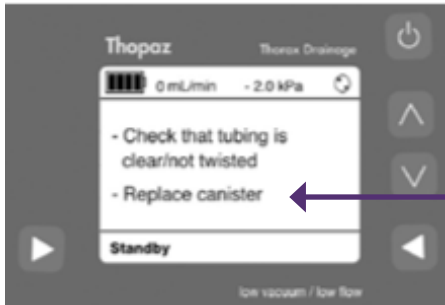 Thopaz Thorax Drainage
0 mL/min - 2.0 kPa
- Check that tubing is
clear/not twisted
- Replace canister
Standby
low vacuum / low flow